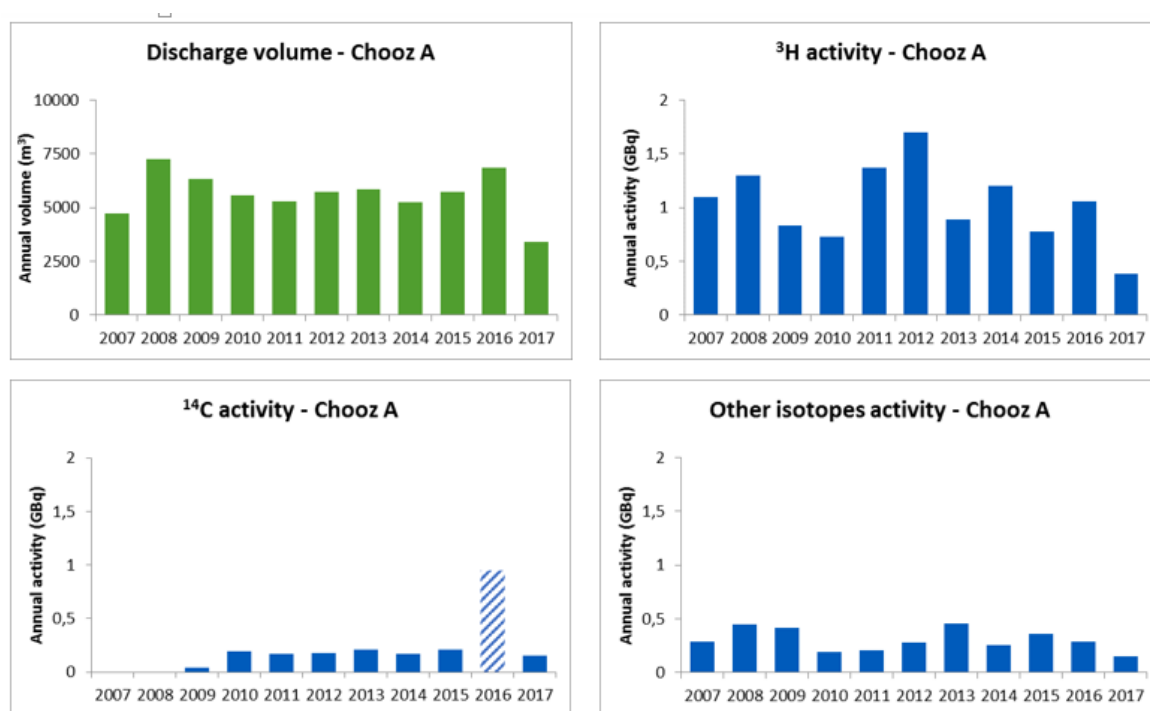 Discharge volume - Chooz A
Annual volume (m³)
10000
7500
5000
2500
0
2007 2008 2009 2010 2011 2012 2013 2014 2015 2016 2017
³H activity - Chooz A
Annual activity (GBq)
2
1,5
1
0,5
0
2007 2008 2009 2010 2011 2012 2013 2014 2015 2016 2017
¹⁴C activity - Chooz A
Annual activity (GBq)
2
1,5
1
0,5
0
2007 2008 2009 2010 2011 2012 2013 2014 2015 2016 2017
Other isotopes activity - Chooz A
Annual activity (GBq)
2
1,5
1
0,5
0
2007 2008 2009 2010 2011 2012 2013 2014 2015 2016 2017